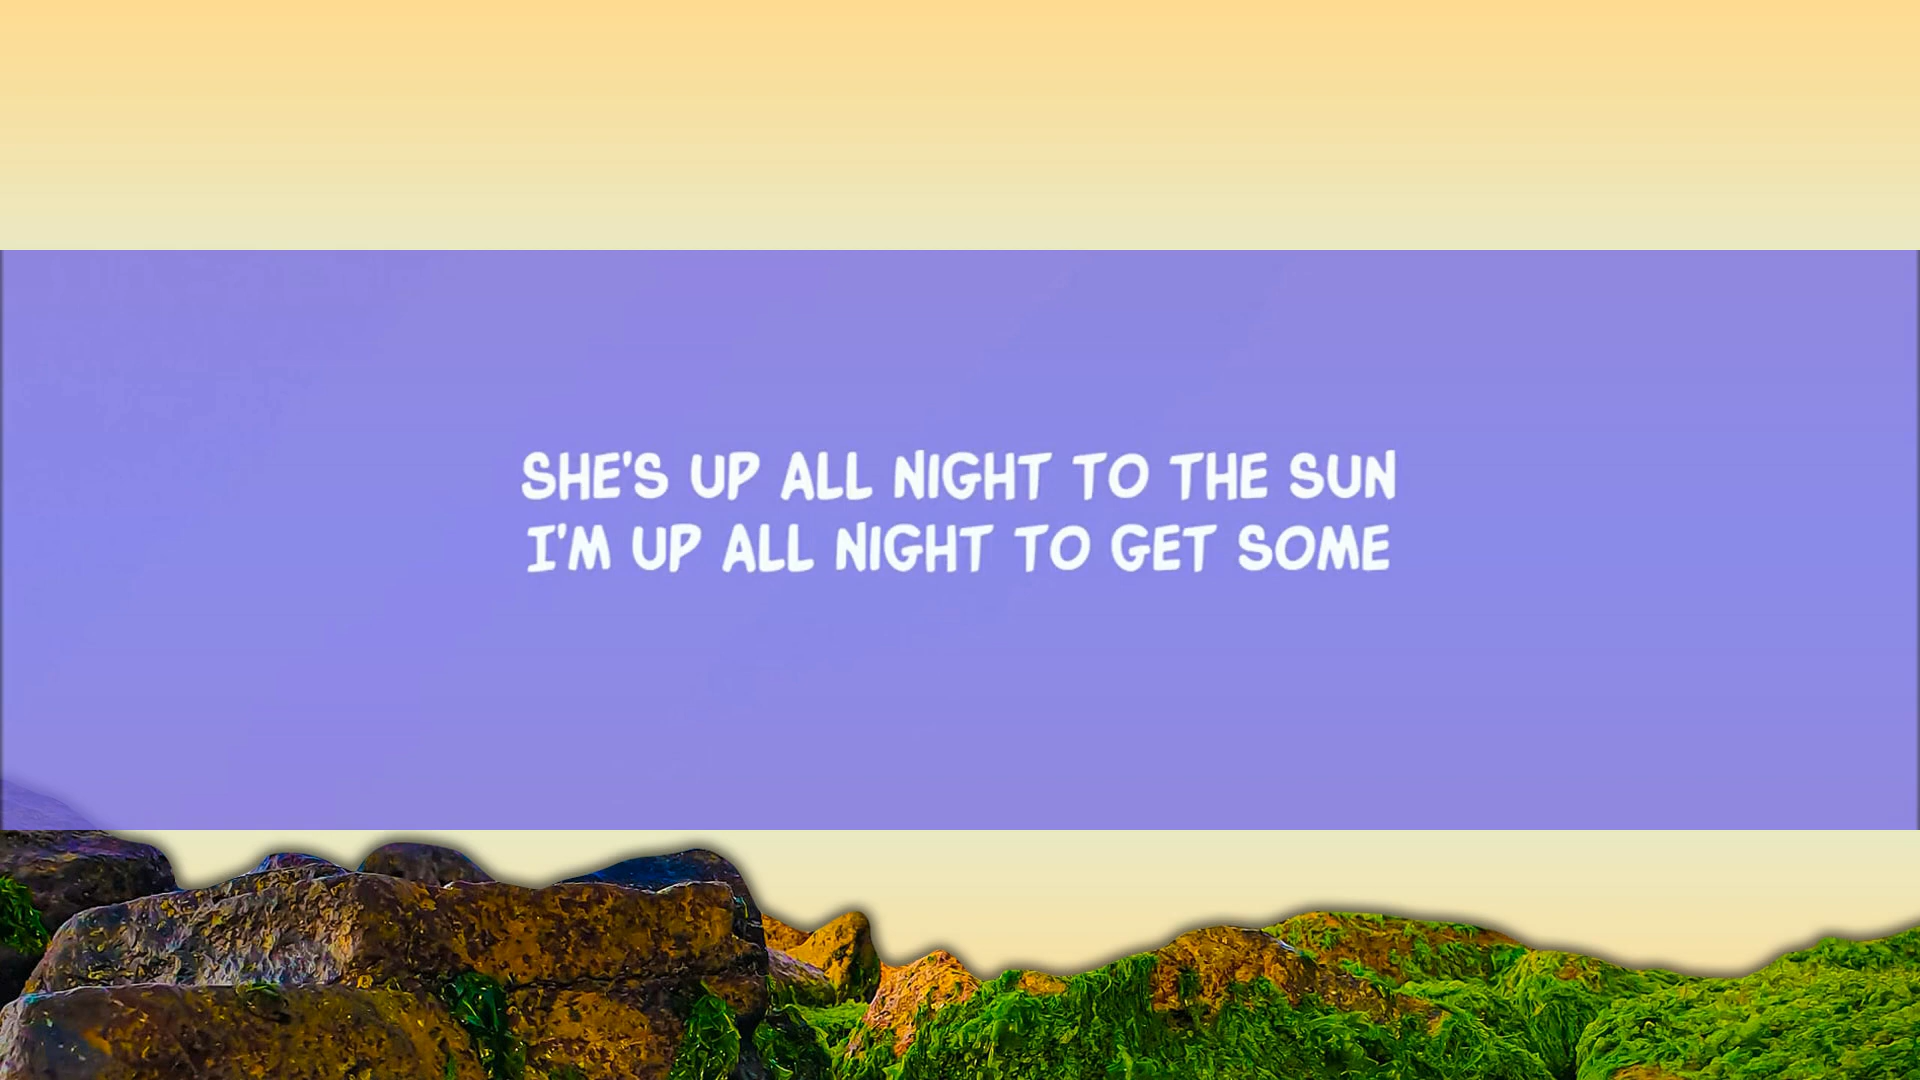 SHE'S UP ALL NIGHT TO THE SUN
I'M UP ALL NIGHT TO GET SOME